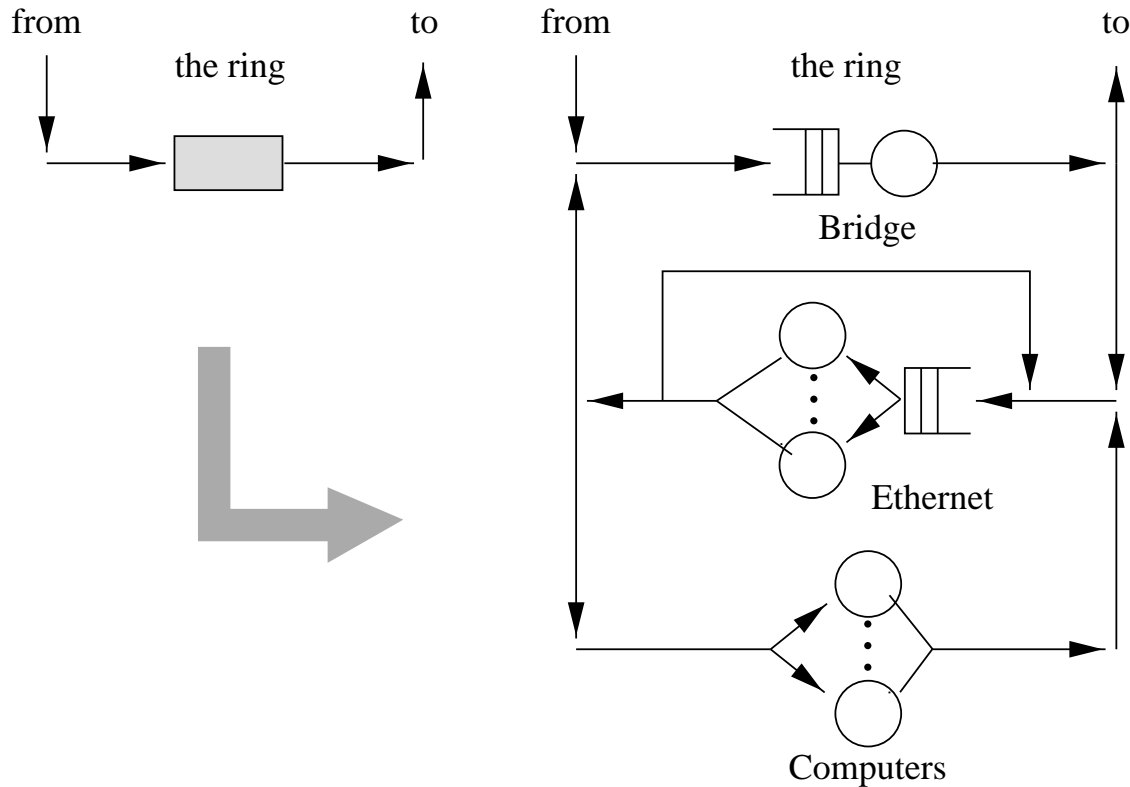 from
to
the ring
from
to
the ring
Bridge
Ethernet
Computers